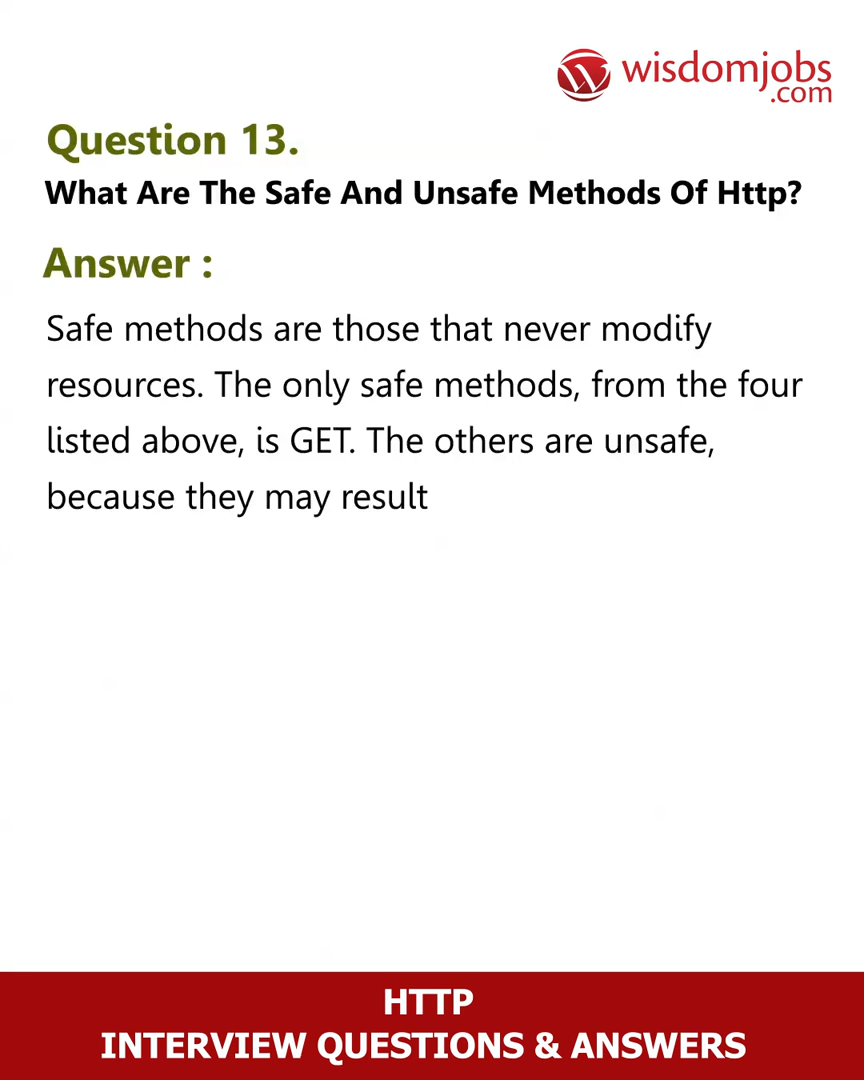 wisdomjobs
.com
Question 13.
What Are The Safe And Unsafe Methods Of Http?
Answer :
Safe methods are those that never modify
resources. The only safe methods, from the four
listed above, is GET. The others are unsafe,
because they may result
HTTP
INTERVIEW QUESTIONS & ANSWERS